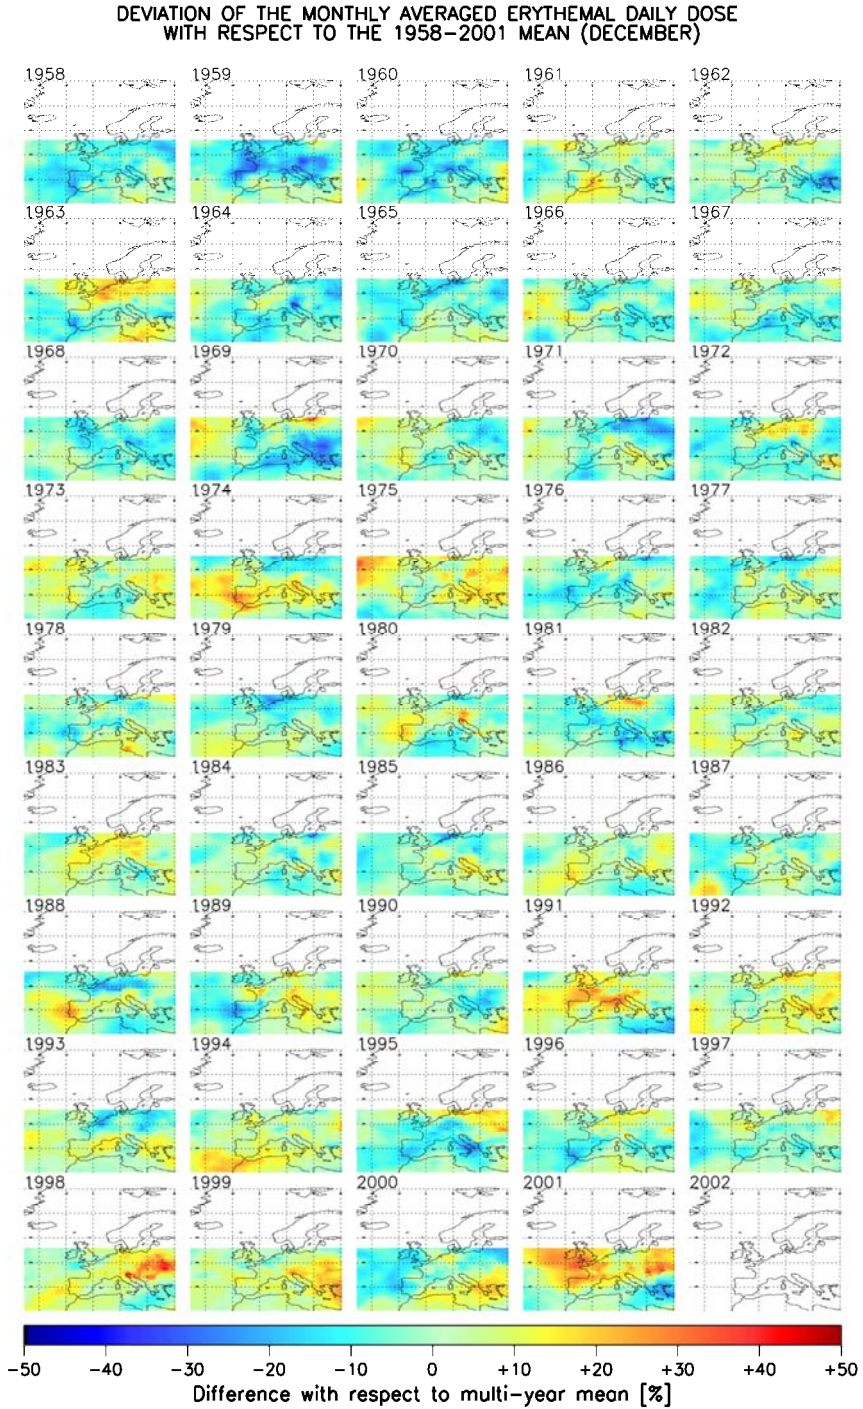 DEVIATION OF THE MONTHLY AVERAGED ERYTHEMAL DAILY DOSE
WITH RESPECT TO THE 1958-2001 MEAN (DECEMBER)
1958 1959 1960 1961 1962
1963 1964 1965 1966 1967
1968 1969 1970 1971 1972
1973 1974 1975 1976 1977
1978 1979 1980 1981 1982
1983 1984 1985 1986 1987
1988 1989 1990 1991 1992
1993 1994 1995 1996 1997
1998 1999 2000 2001 2002
-50 -40 -30 -20 -10 0 +10 +20 +30 +40 +50
Difference with respect to multi-year mean [%]